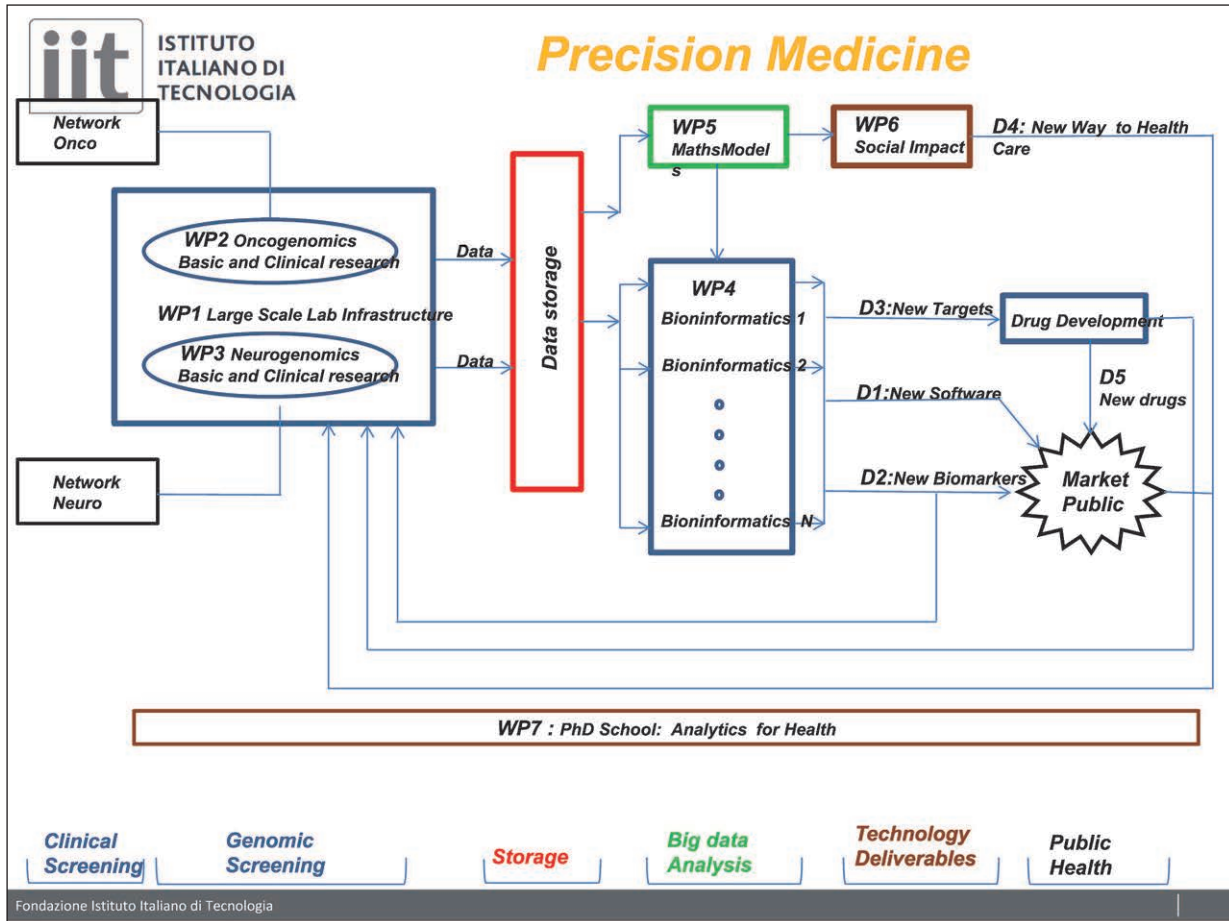 iit
ISTITUTO
ITALIANO DI
TECNOLOGIA
Precision Medicine
Network
Onco
WP2 Oncogenomics
Basic and Clinical research
WP1 Large Scale Lab Infrastructure
WP3 Neurogenomics
Basic and Clinical research
Network
Neuro
Data
Data
Data storage
WP5
MathsModel
s
WP6
Social Impact
D4: New Way to Health
Care
WP4
Bioninformatics 1
Bioninformatics 2
Bioninformatics N
D3:New Targets
Drug Development
D1:New Software
D5
New drugs
D2:New Biomarkers
Market
Public
WP7 : PhD School: Analytics for Health
Clinical
Screening
Genomic
Screening
Storage
Big data
Analysis
Technology
Deliverables
Public
Health
Fondazione Istituto Italiano di Tecnologia